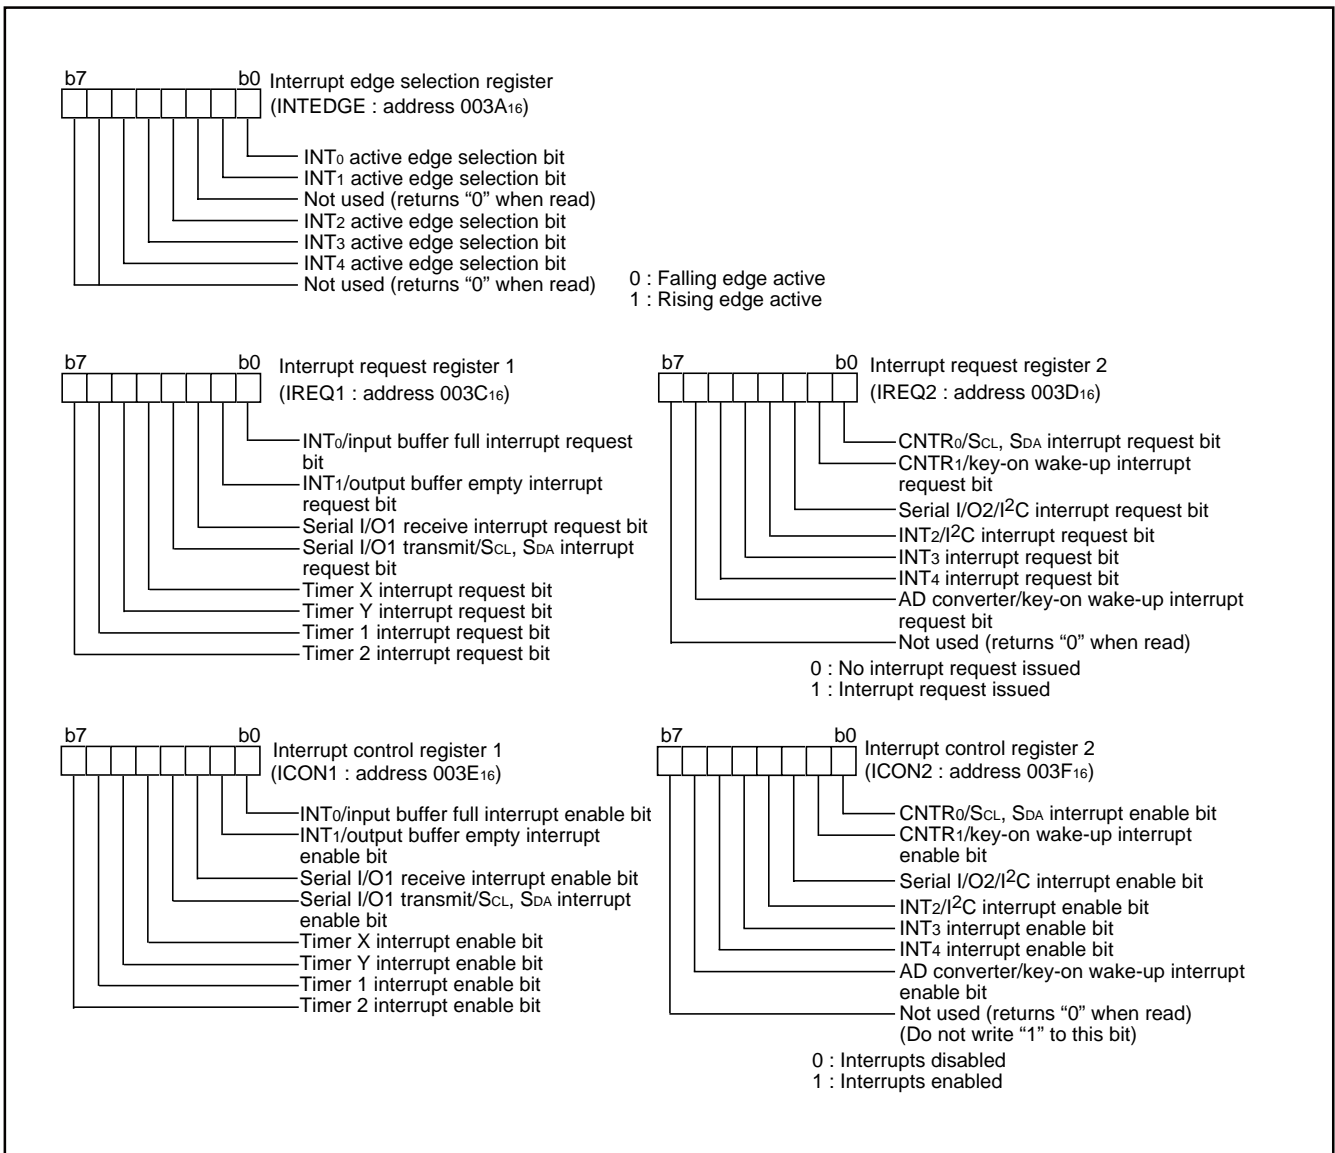 b7 b0 Interrupt edge selection register
(INTEDGE : address 003A16)
INT0 active edge selection bit
INT1 active edge selection bit
Not used (returns “0” when read)
INT2 active edge selection bit
INT3 active edge selection bit
INT4 active edge selection bit
Not used (returns “0” when read)
0 : Falling edge active
1 : Rising edge active
b7 b0 Interrupt request register 1
(IREQ1 : address 003C16)
INT0/input buffer full interrupt request
bit
INT1/output buffer empty interrupt
request bit
Serial I/O1 receive interrupt request bit
Serial I/O1 transmit/SCL, SDA interrupt
request bit
Timer X interrupt request bit
Timer Y interrupt request bit
Timer 1 interrupt request bit
Timer 2 interrupt request bit
b7 b0 Interrupt request register 2
(IREQ2 : address 003D16)
CNTR0/SCL, SDA interrupt request bit
CNTR1/key-on wake-up interrupt
request bit
Serial I/O2/I2C interrupt request bit
INT2/I2C interrupt request bit
INT3 interrupt request bit
INT4 interrupt request bit
AD converter/key-on wake-up interrupt
request bit
Not used (returns “0” when read)
0 : No interrupt request issued
1 : Interrupt request issued
b7 b0 Interrupt control register 1
(ICON1 : address 003E16)
INT0/input buffer full interrupt enable bit
INT1/output buffer empty interrupt
enable bit
Serial I/O1 receive interrupt enable bit
Serial I/O1 transmit/SCL, SDA interrupt
enable bit
Timer X interrupt enable bit
Timer Y interrupt enable bit
Timer 1 interrupt enable bit
Timer 2 interrupt enable bit
b7 b0 Interrupt control register 2
(ICON2 : address 003F16)
CNTR0/SCL, SDA interrupt enable bit
CNTR1/key-on wake-up interrupt
enable bit
Serial I/O2/I2C interrupt enable bit
INT2/I2C interrupt enable bit
INT3 interrupt enable bit
INT4 interrupt enable bit
AD converter/key-on wake-up interrupt
enable bit
Not used (returns “0” when read)
(Do not write “1” to this bit)
0 : Interrupts disabled
1 : Interrupts enabled